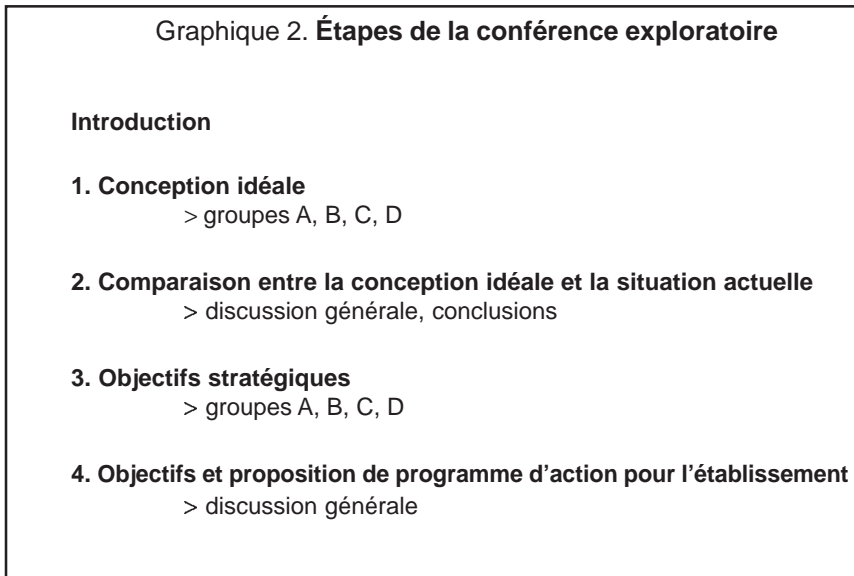 Graphique 2. Étapes de la conférence exploratoire
Introduction
1. Conception idéale
> groupes A, B, C, D
2. Comparaison entre la conception idéale et la situation actuelle
> discussion générale, conclusions
3. Objectifs stratégiques
> groupes A, B, C, D
4. Objectifs et proposition de programme d’action pour l’établissement
> discussion générale